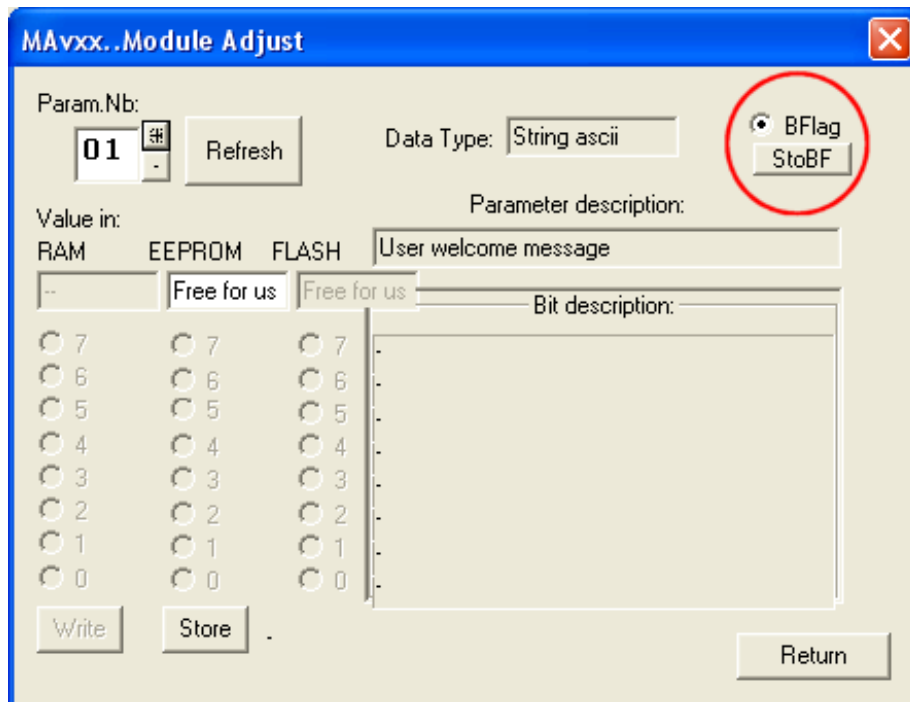 MAvxx..Module Adjust
Param.Nb:
01
+
-
Refresh
Data Type: String ascii
BFlag
StoBF
Parameter description:
User welcome message
Value in:
RAM EEPROM FLASH
-- Free for us Free for us
Bit description:
7 7 7 -
6 6 6 -
5 5 5 -
4 4 4 -
3 3 3 -
2 2 2 -
1 1 1 -
0 0 0 -
Write Store .
Return